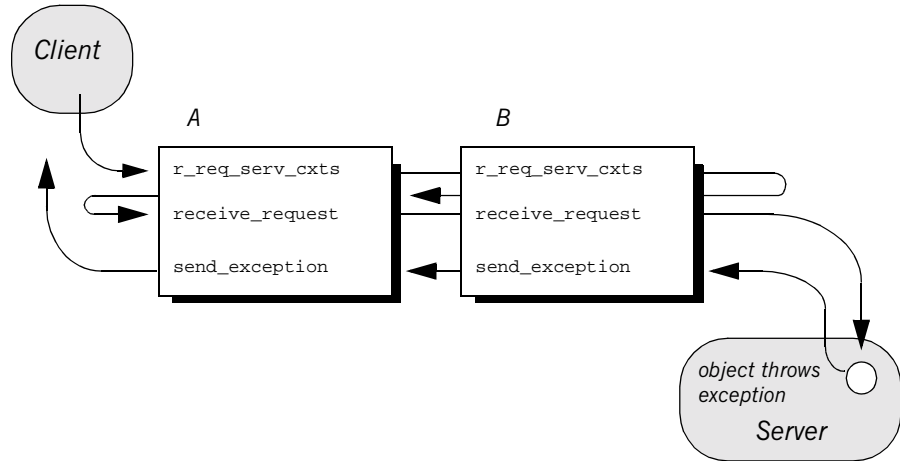 Client
A
B
r_req_serv_cxts
receive_request
send_exception
r_req_serv_cxts
receive_request
send_exception
object throws
exception
Server